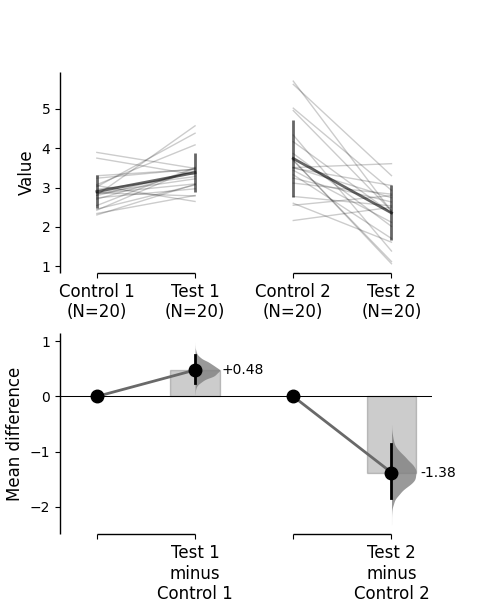 Value
5
4
3
2
1
Control 1
(N=20)
Test 1
(N=20)
Control 2
(N=20)
Test 2
(N=20)
Mean difference
1
0
−1
−2
+0.48
-1.38
Test 1
minus
Control 1
Test 2
minus
Control 2